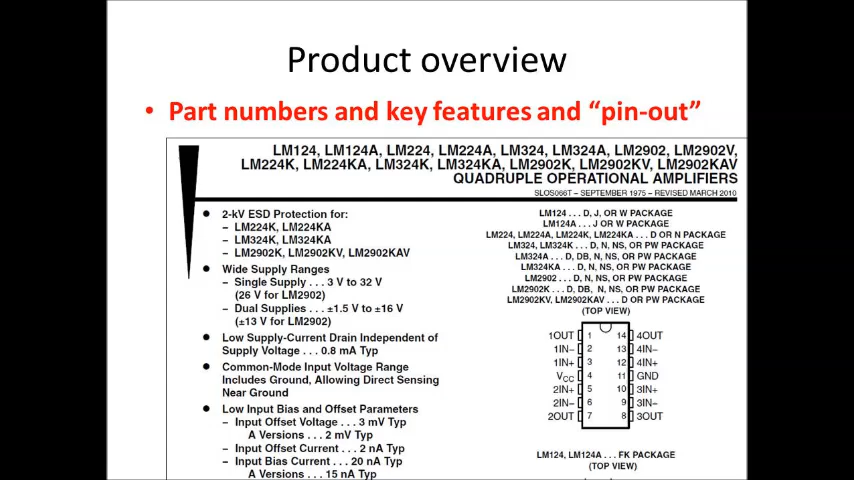 Product overview
• Part numbers and key features and “pin-out”
LM124, LM124A, LM224, LM224A, LM324, LM324A, LM2902, LM2902V,
LM224K, LM224KA, LM324K, LM324KA, LM2902K, LM2902KV, LM2902KAV
QUADRUPLE OPERATIONAL AMPLIFIERS
SLOS066T – SEPTEMBER 1975 – REVISED MARCH 2010
● 2-kV ESD Protection for:
– LM224K, LM224KA
– LM324K, LM324KA
– LM2902K, LM2902KV, LM2902KAV
● Wide Supply Ranges
– Single Supply . . . 3 V to 32 V
(26 V for LM2902)
– Dual Supplies . . . ±1.5 V to ±16 V
(±13 V for LM2902)
● Low Supply-Current Drain Independent of
Supply Voltage . . . 0.8 mA Typ
● Common-Mode Input Voltage Range
Includes Ground, Allowing Direct Sensing
Near Ground
● Low Input Bias and Offset Parameters
– Input Offset Voltage . . . 3 mV Typ
A Versions . . . 2 mV Typ
– Input Offset Current . . . 2 nA Typ
– Input Bias Current . . . 20 nA Typ
A Versions . . . 15 nA Typ
LM124 . . . D, J, OR W PACKAGE
LM124A . . . J OR W PACKAGE
LM224, LM224A, LM224K, LM224KA . . . D OR N PACKAGE
LM324, LM324K . . . D, N, NS, OR PW PACKAGE
LM324A . . . D, DB, N, NS, OR PW PACKAGE
LM324KA . . . D, N, NS, OR PW PACKAGE
LM2902 . . . D, N, NS, OR PW PACKAGE
LM2902K . . . D, DB, N, NS, OR PW PACKAGE
LM2902KV, LM2902KAV . . . D OR PW PACKAGE
(TOP VIEW)
1OUT 1 14 4OUT
1IN− 2 13 4IN−
1IN+ 3 12 4IN+
VCC 4 11 GND
2IN+ 5 10 3IN+
2IN− 6 9 3IN−
2OUT 7 8 3OUT
LM124, LM124A . . . FK PACKAGE
(TOP VIEW)